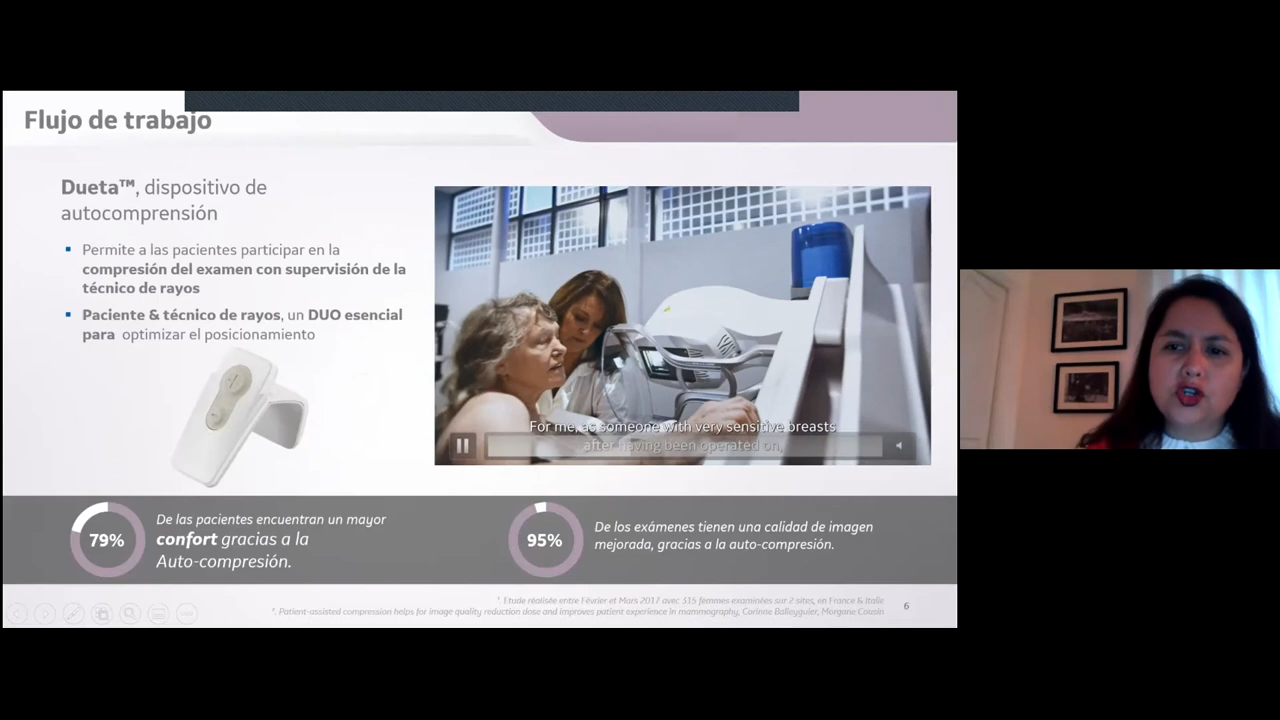 Flujo de trabajo
Dueta™, dispositivo de
autocomprensión
Permite a las pacientes participar en la
compresión del examen con supervisión de la
técnico de rayos
Paciente & técnico de rayos, un DUO esencial
para optimizar el posicionamiento
For me, as someone with very sensitive breasts
after having been operated on,
79%
De las pacientes encuentran un mayor
confort gracias a la
Auto-compresión.
95%
De los exámenes tienen una calidad de imagen
mejorada, gracias a la auto-compresión.
Etude réalisée entre Février et Mars 2017 avec 315 femmes examinées sur 2 sites, en France & Italie
. Patient-assisted compression helps for image quality reduction dose and improves patient experience in mammography, Corinne Balleyguier, Morgane Cousin
6